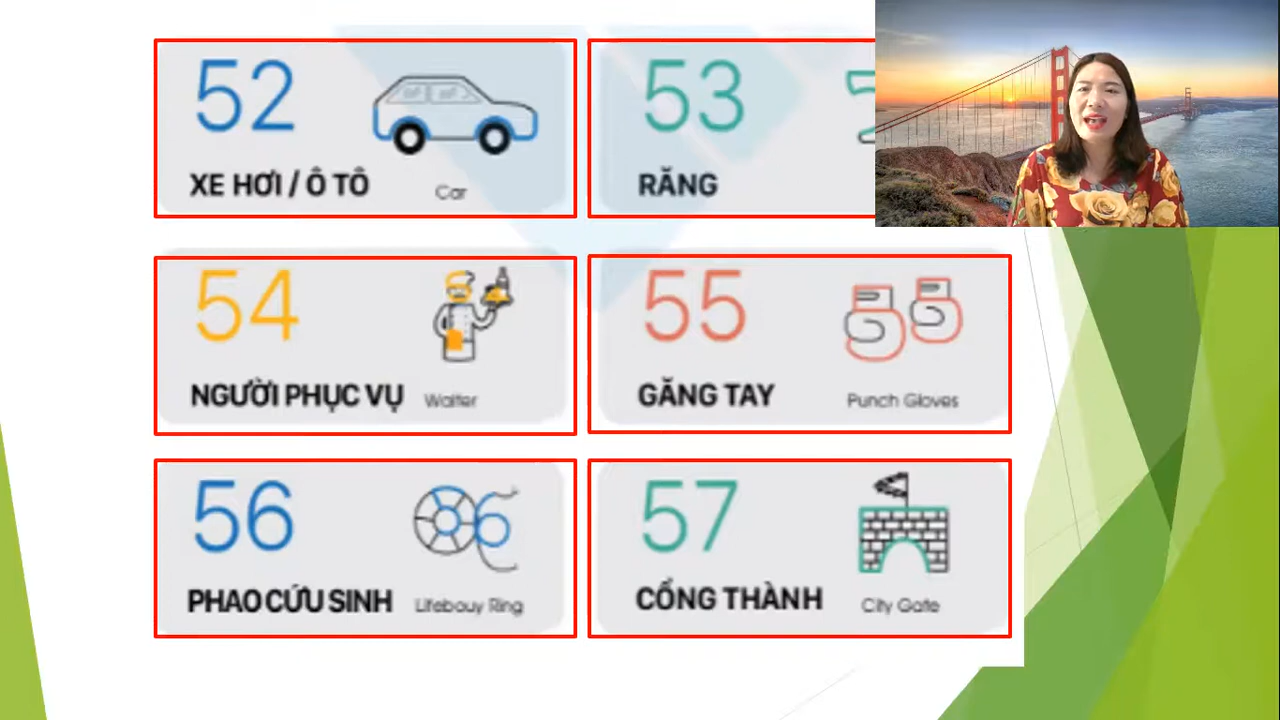 52
XE HƠI / Ô TÔ
Car
53
RĂNG
54
NGƯỜI PHỤC VỤ
Waiter
55
GĂNG TAY
Punch Gloves
56
PHAO CỨU SINH
Lifebouy Ring
57
CỔNG THÀNH
City Gate